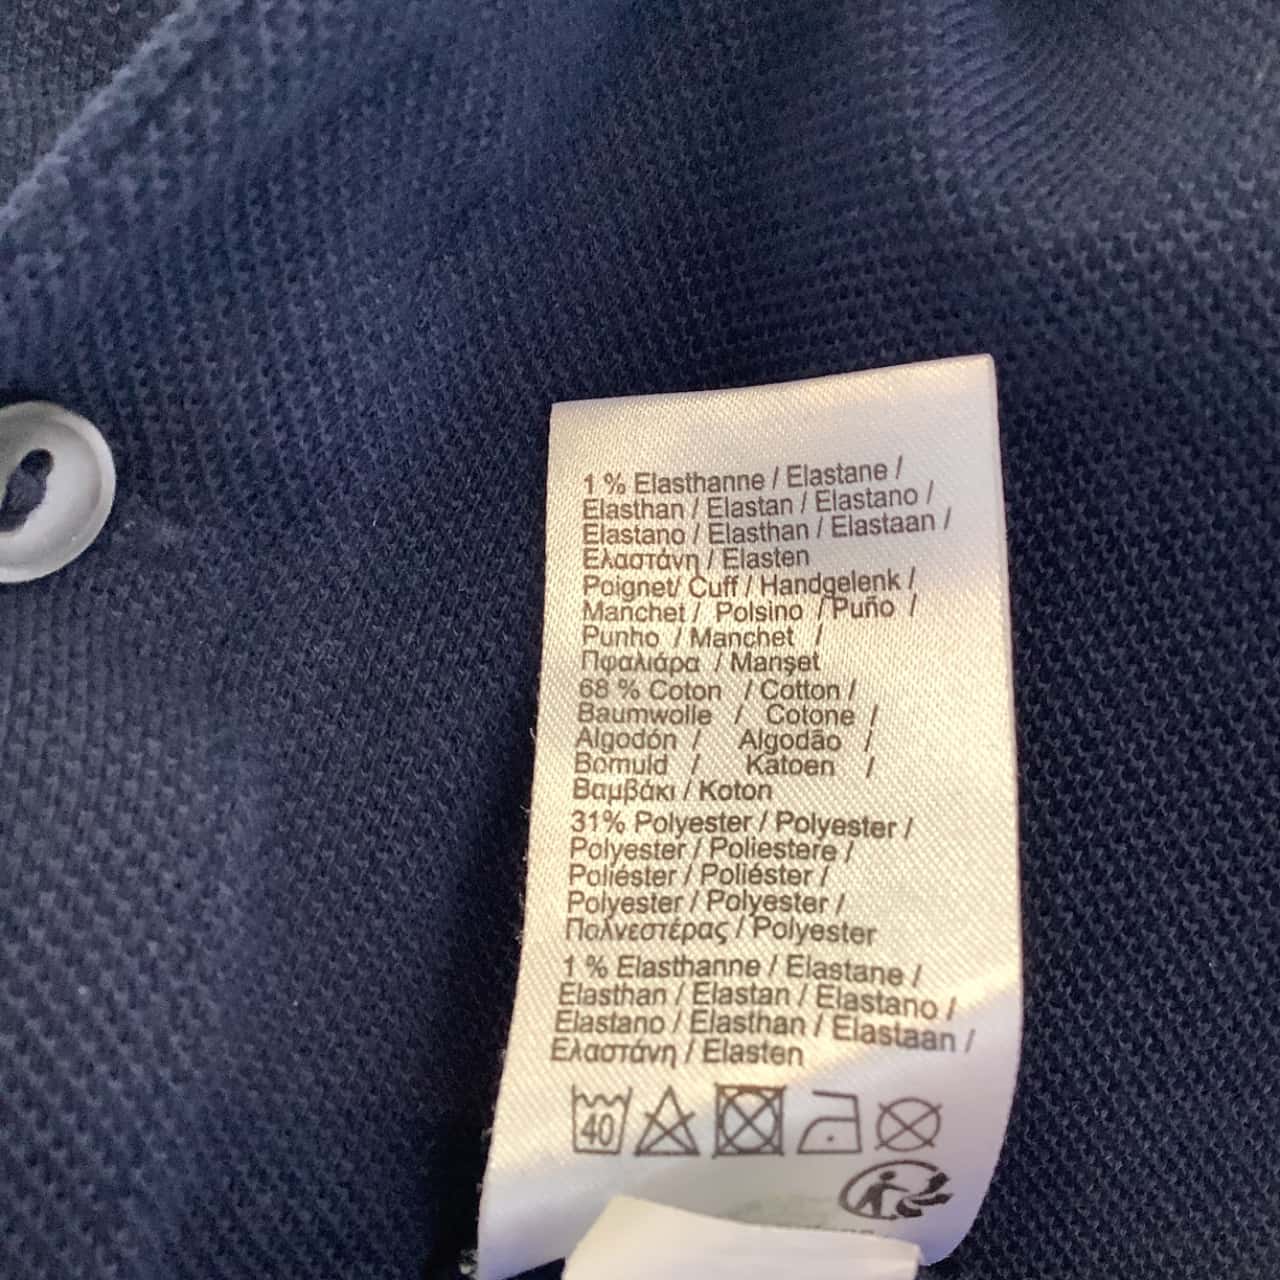 1 % Elasthanne / Elastane /
Elasthan / Elastan / Elastano /
Elastano / Elasthan / Elastaan /
Ελαστάνη / Elasten
Poignet/ Cuff / Handgelenk /
Manchet / Polsino / Puño /
Punho / Manchet /
Πφαλιάρα / Manşet
68 % Coton / Cotton /
Baumwolle / Cotone /
Algodón / Algodão /
Bomuld / Katoen /
Βαμβάκι / Koton
31% Polyester / Polyester /
Polyester / Poliestere /
Poliéster / Poliéster /
Polyester / Polyester /
Πολνεστέρας / Polyester
1 % Elasthanne / Elastane /
Elasthan / Elastan / Elastano /
Elastano / Elasthan / Elastaan /
Ελαστάνη / Elasten
40